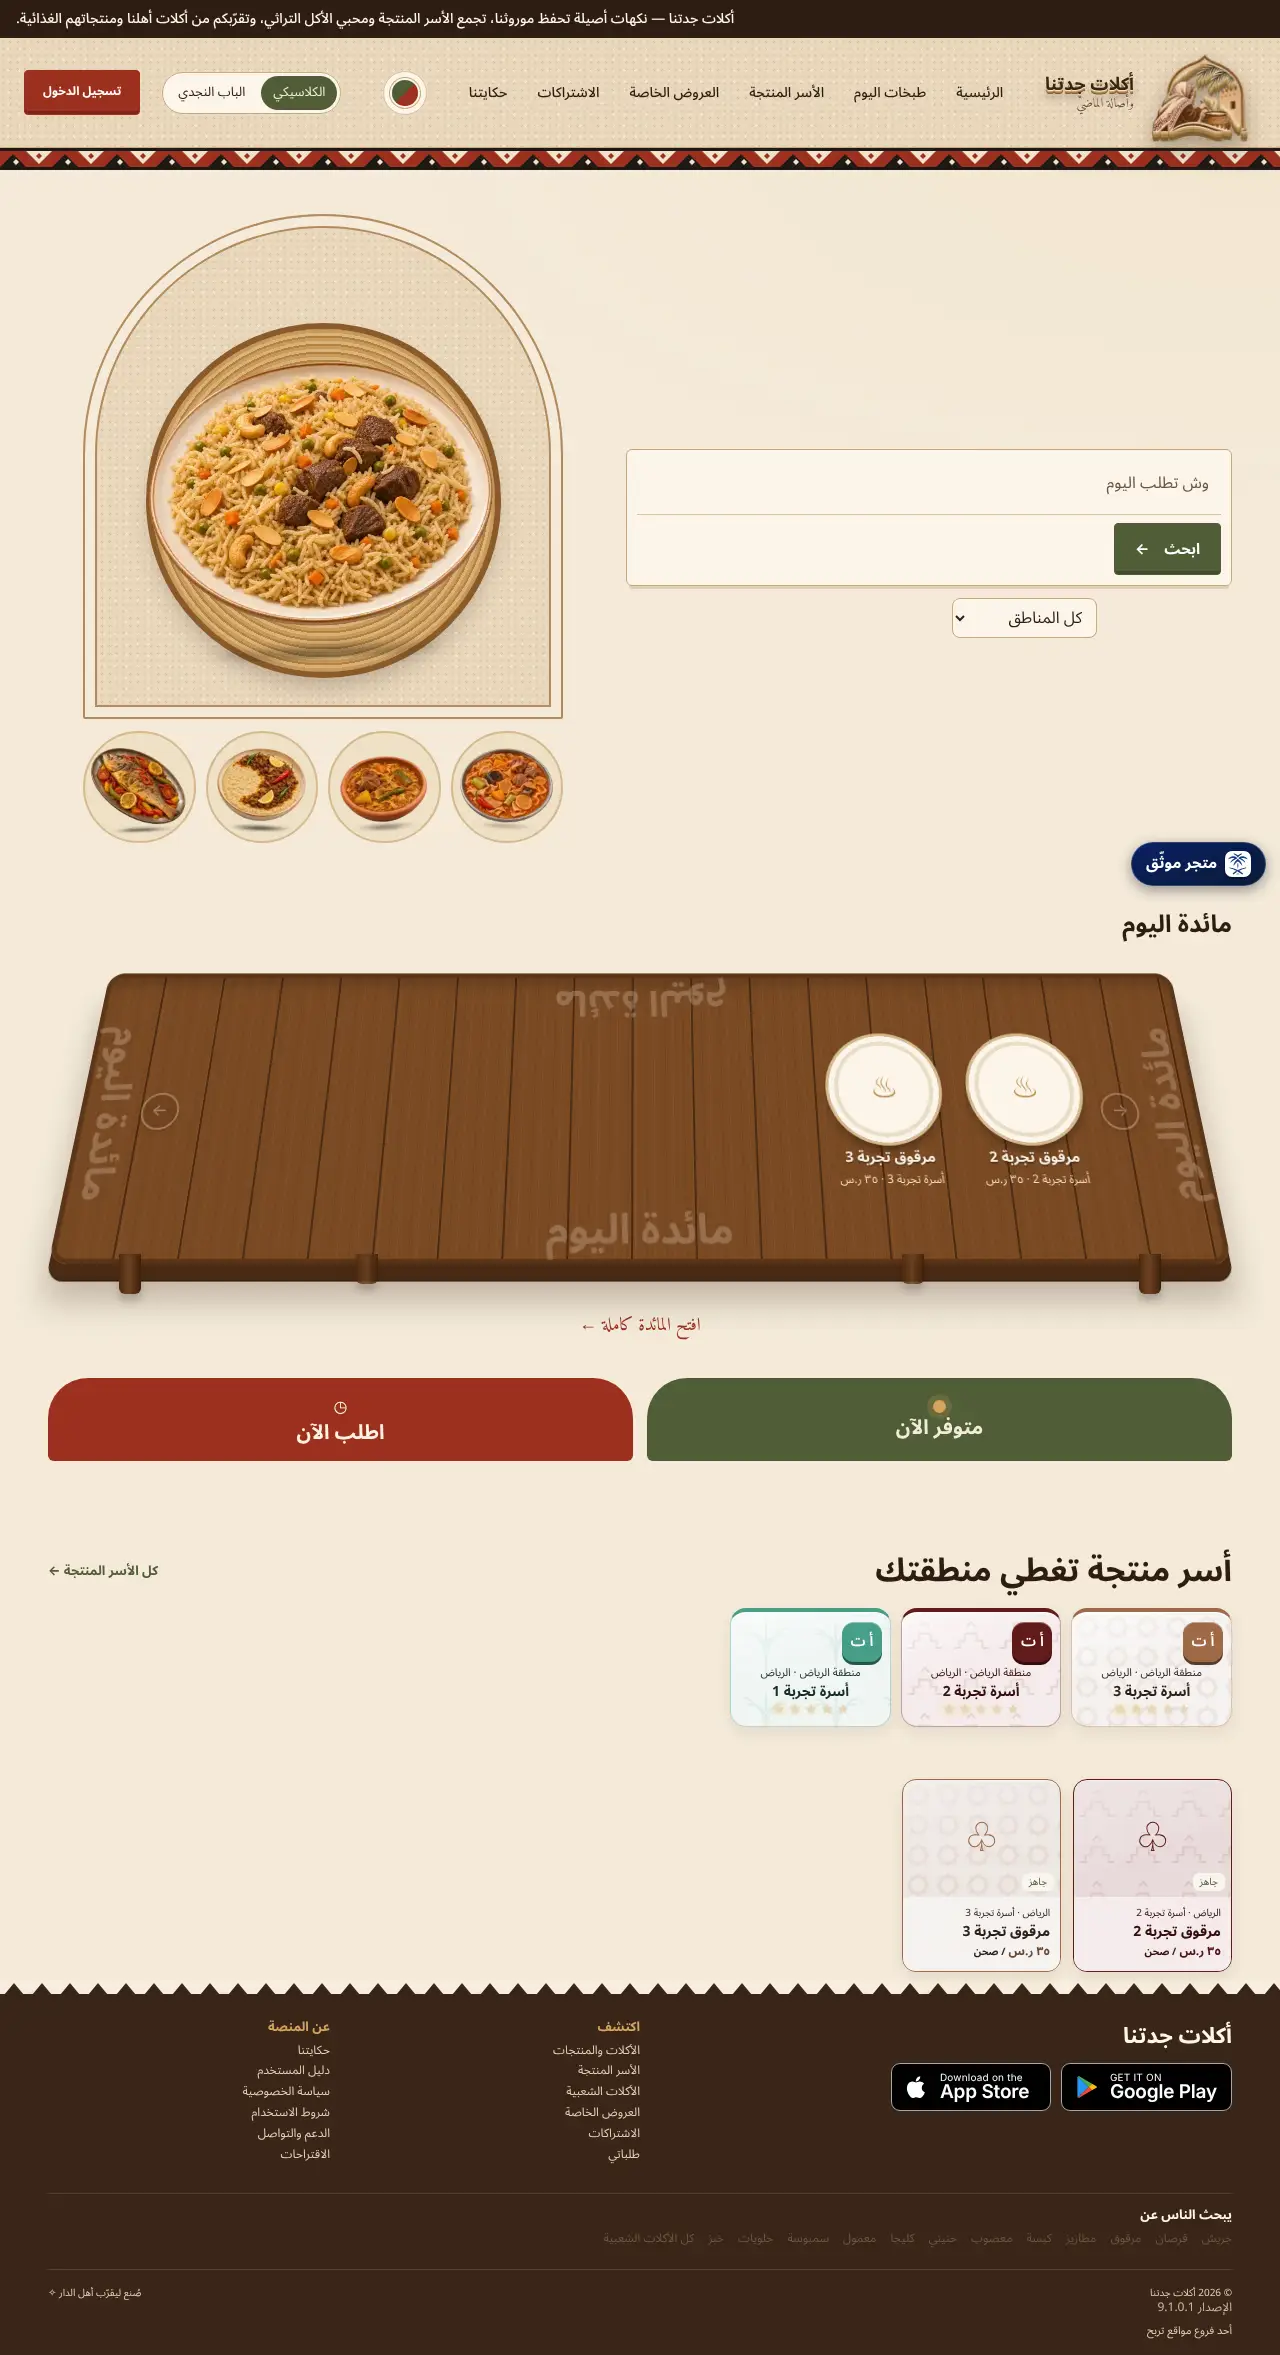 أكلات جدتنا — نكهات أصيلة تحفظ موروثنا، تجمع الأسر المنتجة ومحبي الأكل التراثي، وتقرّبكم من أكلات أهلنا ومنتجاتهم الغذائية.
أكلات جدتنا
وأصالة الماضي
الرئيسية
طبخات اليوم
الأسر المنتجة
العروض الخاصة
الاشتراكات
حكايتنا
الكلاسيكي
الباب النجدي
تسجيل الدخول
وش تطلب اليوم
ابحث ←
كل المناطق
متجر موثّق
مائدة اليوم
مائدة اليوم
مائدة اليوم
مائدة اليوم
مرقوق تجربة 2
أسرة تجربة 2 · ٣٥ ر.س
مرقوق تجربة 3
أسرة تجربة 3 · ٣٥ ر.س
مائدة اليوم
افتح المائدة كاملة ←
متوفر الآن
اطلب الآن
أسر منتجة تغطي منطقتك
كل الأسر المنتجة ←
أ ت
منطقة الرياض · الرياض
أسرة تجربة 3
أ ت
منطقة الرياض · الرياض
أسرة تجربة 2
أ ت
منطقة الرياض · الرياض
أسرة تجربة 1
جاهز
الرياض · أسرة تجربة 2
مرقوق تجربة 2
٣٥ ر.س / صحن
جاهز
الرياض · أسرة تجربة 3
مرقوق تجربة 3
٣٥ ر.س / صحن
أكلات جدتنا
GET IT ON
Google Play
Download on the
App Store
اكتشف
الأكلات والمنتجات
الأسر المنتجة
الأكلات الشعبية
العروض الخاصة
الاشتراكات
طلباتي
عن المنصة
حكايتنا
دليل المستخدم
سياسة الخصوصية
شروط الاستخدام
الدعم والتواصل
الاقتراحات
يبحث الناس عن
جريش قرصان مرقوق مطازيز كبسة معصوب حنيني كليجا معمول سمبوسة حلويات خبز كل الأكلات الشعبية
© 2026 أكلات جدتنا
الإصدار 9.1.0.1
أحد فروع مواقع تربح
صُنع ليقرّب أهل الدار ✧